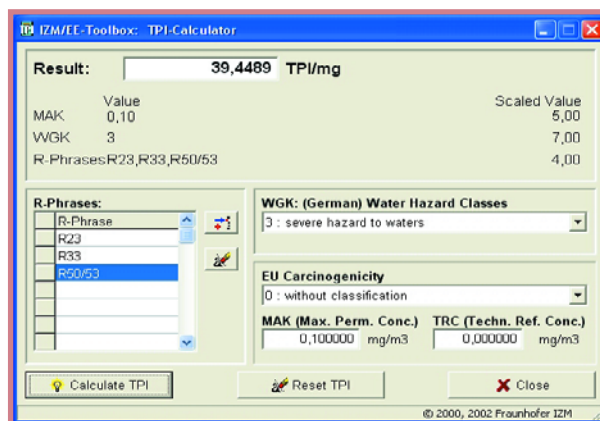 IZM/EE-Toolbox: TPI-Calculator
Result: 39,4489 TPI/mg
Value Scaled Value
MAK 0,10 5,00
WGK 3 7,00
R-Phrases R23,R33,R50/53 4,00
R-Phrases:
R-Phrase
R23
R33
R50/53
WGK: (German) Water Hazard Classes
3 : severe hazard to waters
EU Carcinogenicity
0 : without classification
MAK (Max. Perm. Conc.) TRC (Techn. Ref. Conc.)
0,100000 mg/m3 0,000000 mg/m3
Calculate TPI Reset TPI Close
© 2000, 2002 Fraunhofer IZM